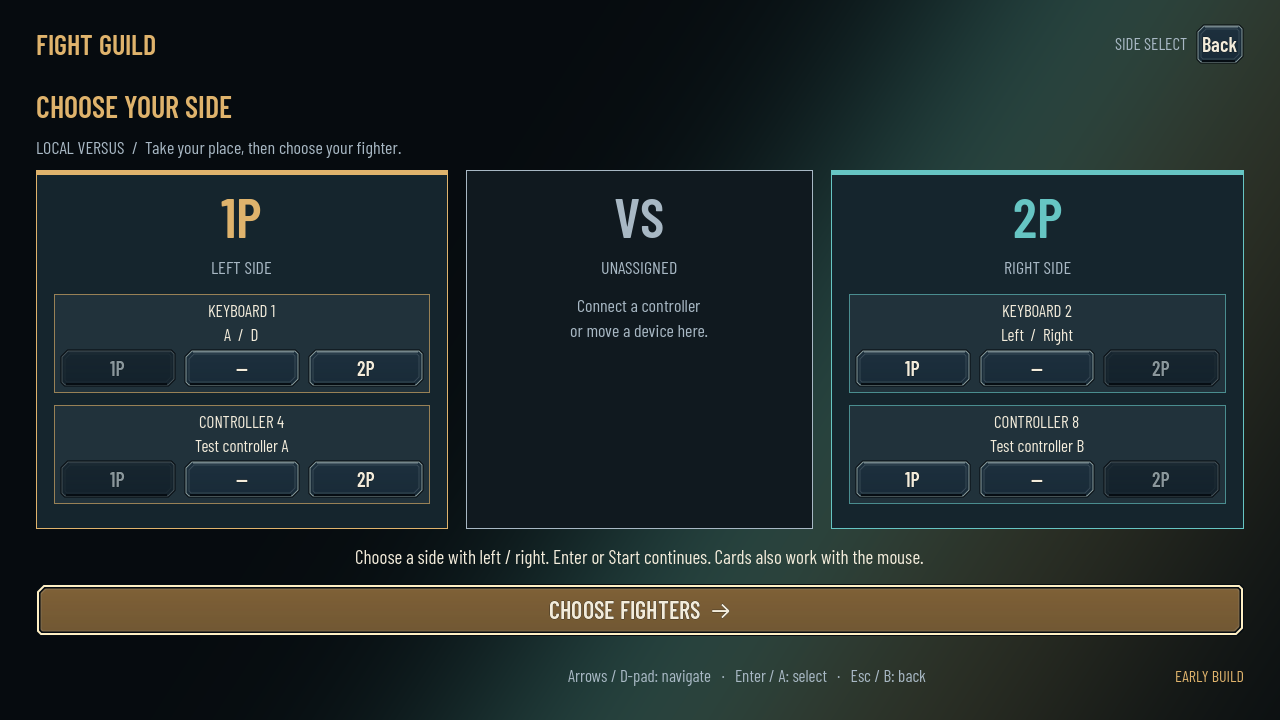 FIGHT GUILD
SIDE SELECT
Back
CHOOSE YOUR SIDE
LOCAL VERSUS / Take your place, then choose your fighter.
1P
LEFT SIDE
KEYBOARD 1
A / D
1P – 2P
CONTROLLER 4
Test controller A
1P – 2P
VS
UNASSIGNED
Connect a controller
or move a device here.
2P
RIGHT SIDE
KEYBOARD 2
Left / Right
1P – 2P
CONTROLLER 8
Test controller B
1P – 2P
Choose a side with left / right. Enter or Start continues. Cards also work with the mouse.
CHOOSE FIGHTERS →
Arrows / D-pad: navigate · Enter / A: select · Esc / B: back
EARLY BUILD